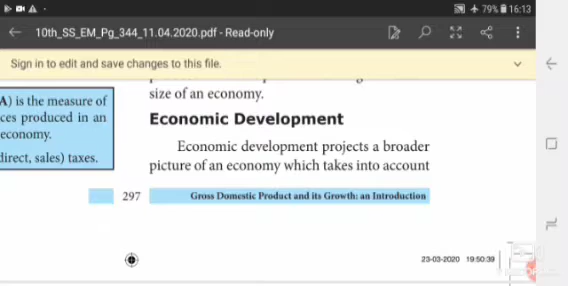 79% 16:13
10th_SS_EM_Pg_344_11.04.2020.pdf - Read-only
Sign in to edit and save changes to this file.
A) is the measure of
ces produced in an
economy.
direct, sales) taxes.
size of an economy.
Economic Development
Economic development projects a broader
picture of an economy which takes into account
297 Gross Domestic Product and its Growth: an Introduction
23-03-2020 19:50:39